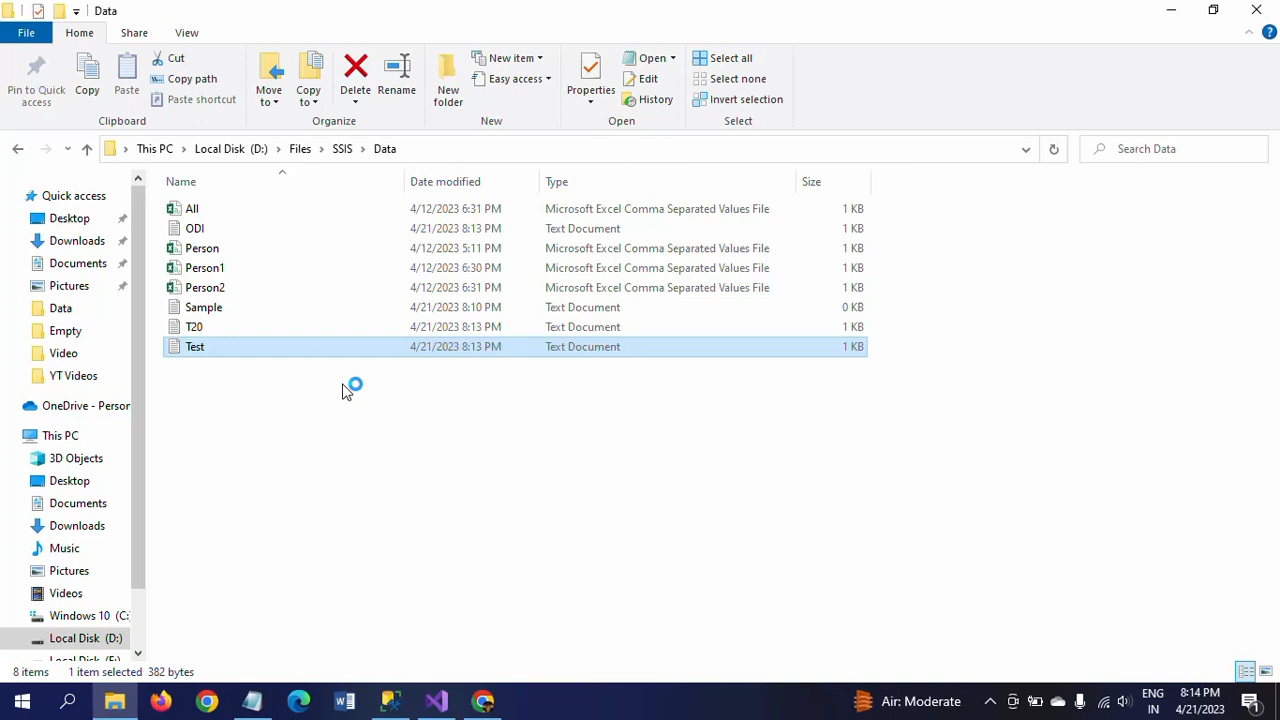 Data
File Home Share View
Pin to Quick access
Copy
Paste
Cut
Copy path
Paste shortcut
Clipboard
Move to
Copy to
Delete
Rename
Organize
New folder
New item
Easy access
New
Properties
Open
Edit
History
Open
Select all
Select none
Invert selection
Select
This PC Local Disk (D:) Files SSIS Data
Search Data
Name Date modified Type Size
All 4/12/2023 6:31 PM Microsoft Excel Comma Separated Values File 1 KB
ODI 4/21/2023 8:13 PM Text Document 1 KB
Person 4/12/2023 5:11 PM Microsoft Excel Comma Separated Values File 1 KB
Person1 4/12/2023 6:30 PM Microsoft Excel Comma Separated Values File 1 KB
Person2 4/12/2023 6:31 PM Microsoft Excel Comma Separated Values File 1 KB
Sample 4/21/2023 8:10 PM Text Document 0 KB
T20 4/21/2023 8:13 PM Text Document 1 KB
Test 4/21/2023 8:13 PM Text Document 1 KB
Quick access
Desktop
Downloads
Documents
Pictures
Data
Empty
Video
YT Videos
OneDrive - Person
This PC
3D Objects
Desktop
Documents
Downloads
Music
Pictures
Videos
Windows 10 (C:
Local Disk (D:)
8 items 1 item selected 382 bytes
Air: Moderate
ENG
IN
8:14 PM
4/21/2023
1